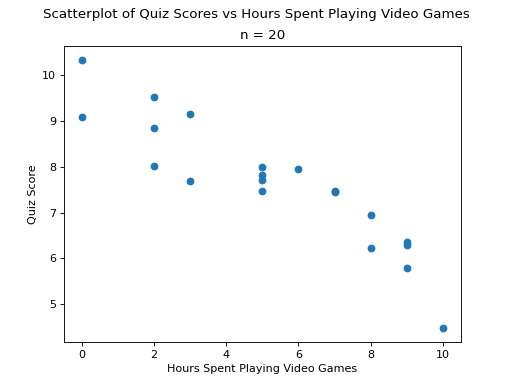 Scatterplot of Quiz Scores vs Hours Spent Playing Video Games
n = 20
10
9
8
7
6
5
Quiz Score
0 2 4 6 8 10
Hours Spent Playing Video Games